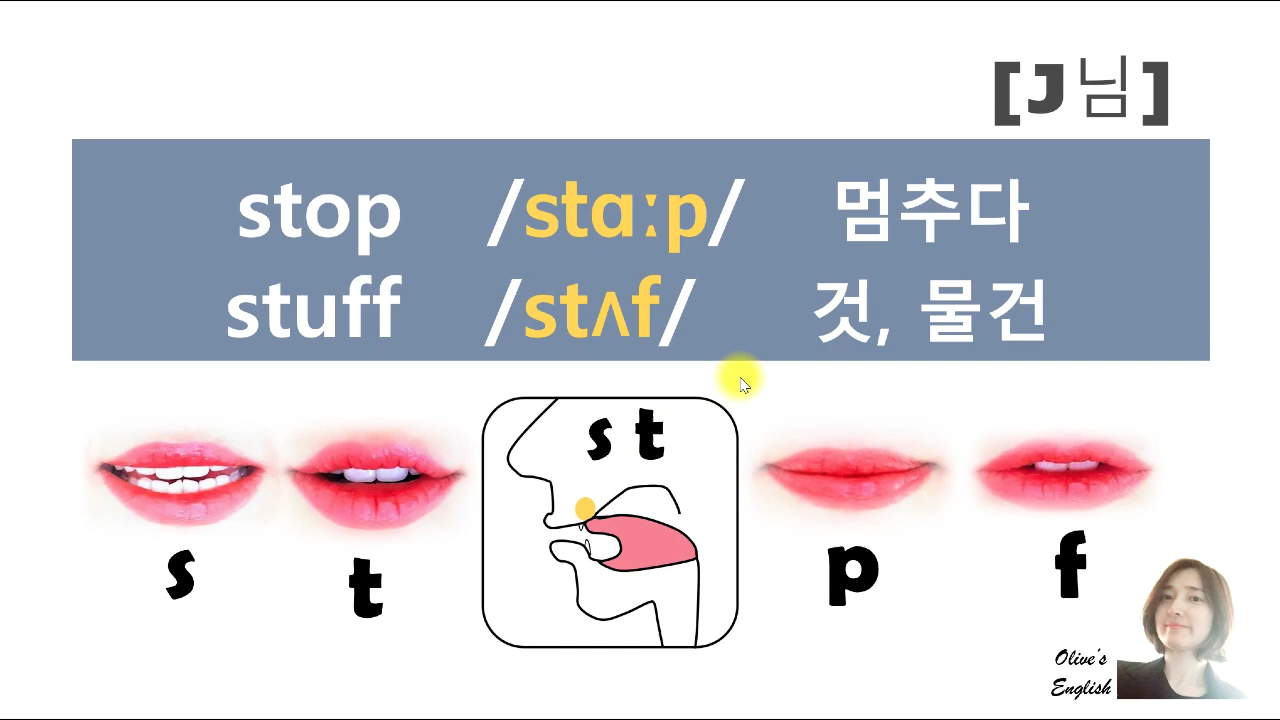 [J님]
stop /stɑːp/ 멈추다
stuff /stʌf/ 것, 물건
s t
s t p f
Olive's
English